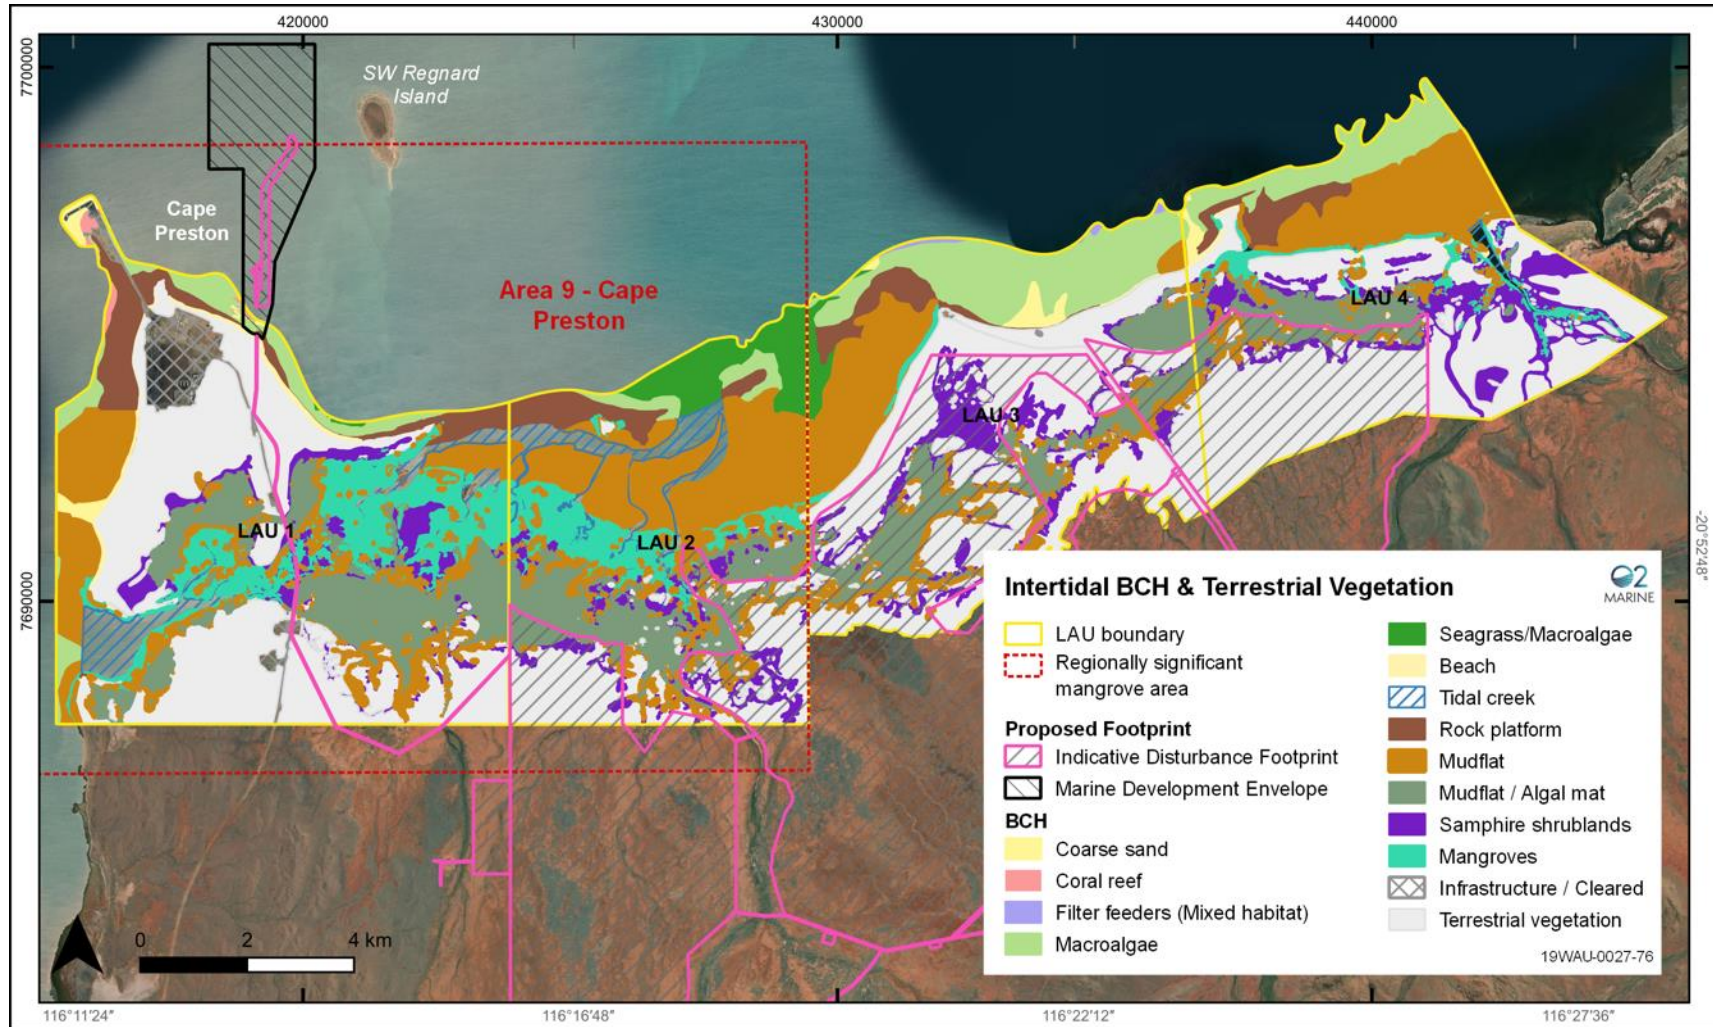 420000
430000
440000
7700000
7690000
SW Regnard
Island
Cape
Preston
Area 9 - Cape
Preston
LAU 4
LAU 3
LAU 1
LAU 2
-20°52'48"
Intertidal BCH & Terrestrial Vegetation
O2
MARINE
LAU boundary
Regionally significant
mangrove area
Proposed Footprint
Indicative Disturbance Footprint
Marine Development Envelope
BCH
Coarse sand
Coral reef
Filter feeders (Mixed habitat)
Macroalgae
Seagrass/Macroalgae
Beach
Tidal creek
Rock platform
Mudflat
Mudflat / Algal mat
Samphire shrublands
Mangroves
Infrastructure / Cleared
Terrestrial vegetation
19WAU-0027-76
0 2 4 km
116°11'24"
116°16'48"
116°22'12"
116°27'36"